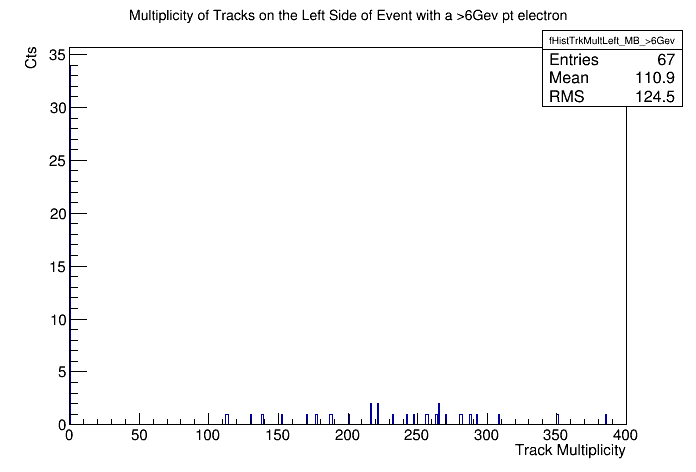 Multiplicity of Tracks on the Left Side of Event with a >6Gev pt electron
fHistTrkMultLeft_MB_>6Gev
Entries 67
Mean 110.9
RMS 124.5
Cts
35
30
25
20
15
10
5
0
0 50 100 150 200 250 300 350 400
Track Multiplicity